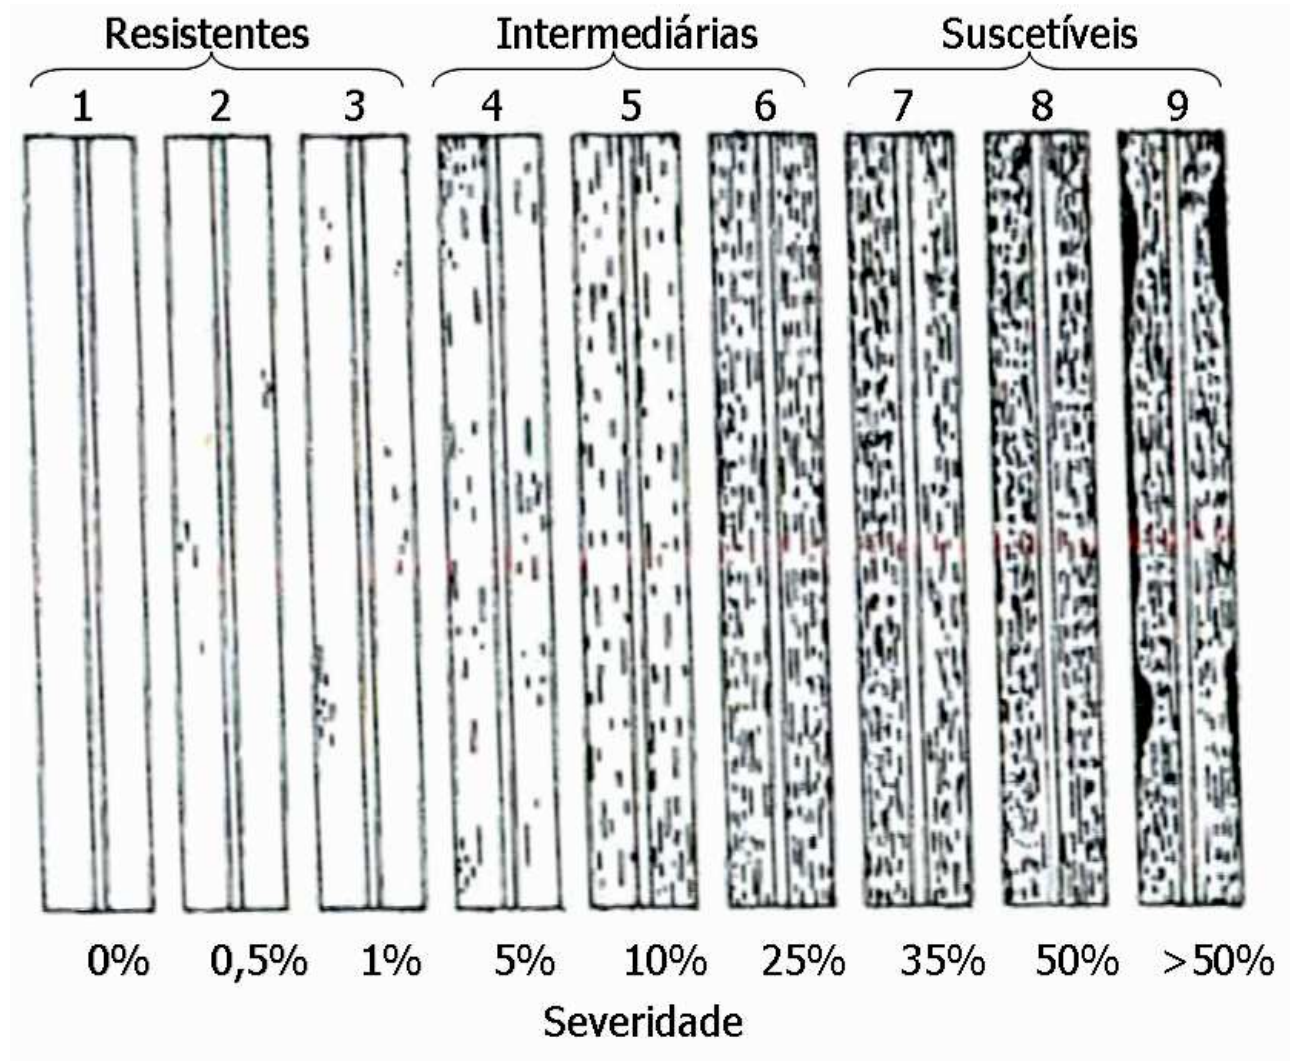 Resistentes Intermediárias Suscetíveis
1 2 3 4 5 6 7 8 9
0% 0,5% 1% 5% 10% 25% 35% 50% >50%
Severidade